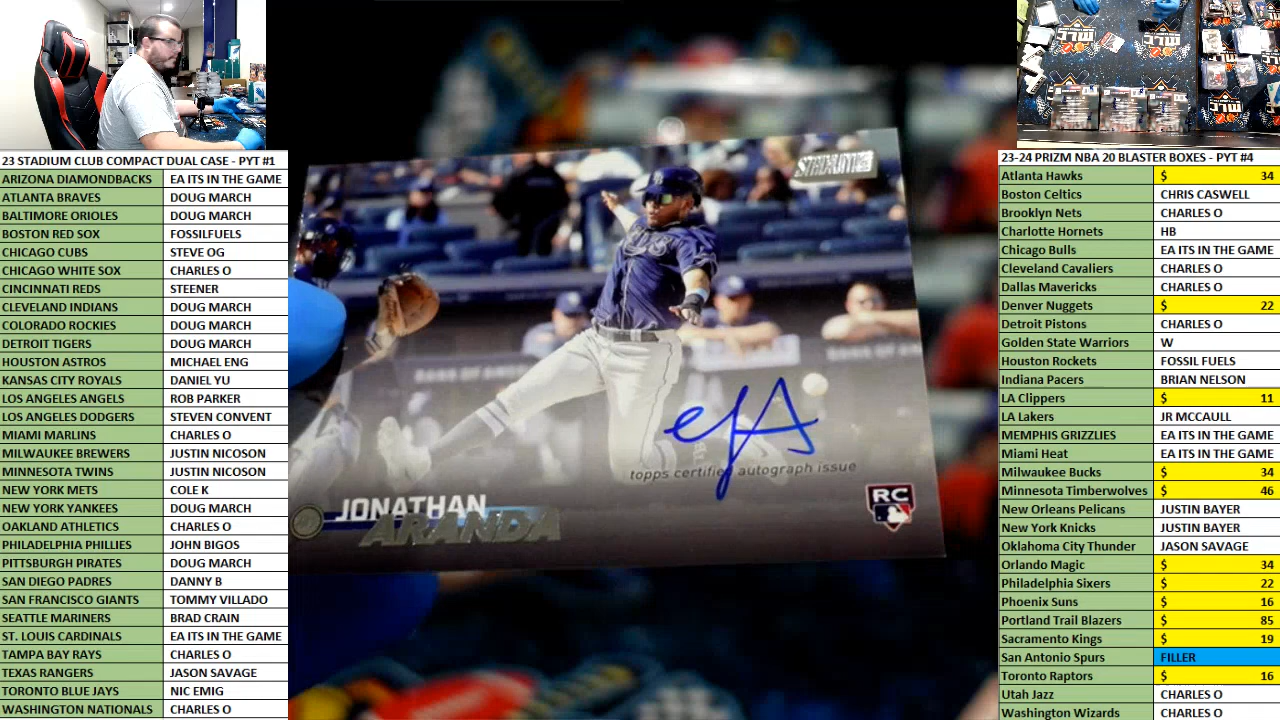 23 STADIUM CLUB COMPACT DUAL CASE - PYT #1
ARIZONA DIAMONDBACKS EA ITS IN THE GAME
ATLANTA BRAVES DOUG MARCH
BALTIMORE ORIOLES DOUG MARCH
BOSTON RED SOX FOSSILFUELS
CHICAGO CUBS STEVE OG
CHICAGO WHITE SOX CHARLES O
CINCINNATI REDS STEENER
CLEVELAND INDIANS DOUG MARCH
COLORADO ROCKIES DOUG MARCH
DETROIT TIGERS DOUG MARCH
HOUSTON ASTROS MICHAEL ENG
KANSAS CITY ROYALS DANIEL YU
LOS ANGELES ANGELS ROB PARKER
LOS ANGELES DODGERS STEVEN CONVENT
MIAMI MARLINS CHARLES O
MILWAUKEE BREWERS JUSTIN NICOSON
MINNESOTA TWINS JUSTIN NICOSON
NEW YORK METS COLE K
NEW YORK YANKEES DOUG MARCH
OAKLAND ATHLETICS CHARLES O
PHILADELPHIA PHILLIES JOHN BIGOS
PITTSBURGH PIRATES DOUG MARCH
SAN DIEGO PADRES DANNY B
SAN FRANCISCO GIANTS TOMMY VILLADO
SEATTLE MARINERS BRAD CRAIN
ST. LOUIS CARDINALS EA ITS IN THE GAME
TAMPA BAY RAYS CHARLES O
TEXAS RANGERS JASON SAVAGE
TORONTO BLUE JAYS NIC EMIG
WASHINGTON NATIONALS CHARLES O
topps certified autograph issue
RC
JONATHAN
ARANDA
23-24 PRIZM NBA 20 BLASTER BOXES - PYT #4
Atlanta Hawks $ 34
Boston Celtics CHRIS CASWELL
Brooklyn Nets CHARLES O
Charlotte Hornets HB
Chicago Bulls EA ITS IN THE GAME
Cleveland Cavaliers CHARLES O
Dallas Mavericks CHARLES O
Denver Nuggets $ 22
Detroit Pistons CHARLES O
Golden State Warriors W
Houston Rockets FOSSIL FUELS
Indiana Pacers BRIAN NELSON
LA Clippers $ 11
LA Lakers JR MCCAULL
MEMPHIS GRIZZLIES EA ITS IN THE GAME
Miami Heat EA ITS IN THE GAME
Milwaukee Bucks $ 34
Minnesota Timberwolves $ 46
New Orleans Pelicans JUSTIN BAYER
New York Knicks JUSTIN BAYER
Oklahoma City Thunder JASON SAVAGE
Orlando Magic $ 34
Philadelphia Sixers $ 22
Phoenix Suns $ 16
Portland Trail Blazers $ 85
Sacramento Kings $ 19
San Antonio Spurs FILLER
Toronto Raptors $ 16
Utah Jazz CHARLES O
Washington Wizards CHARLES O